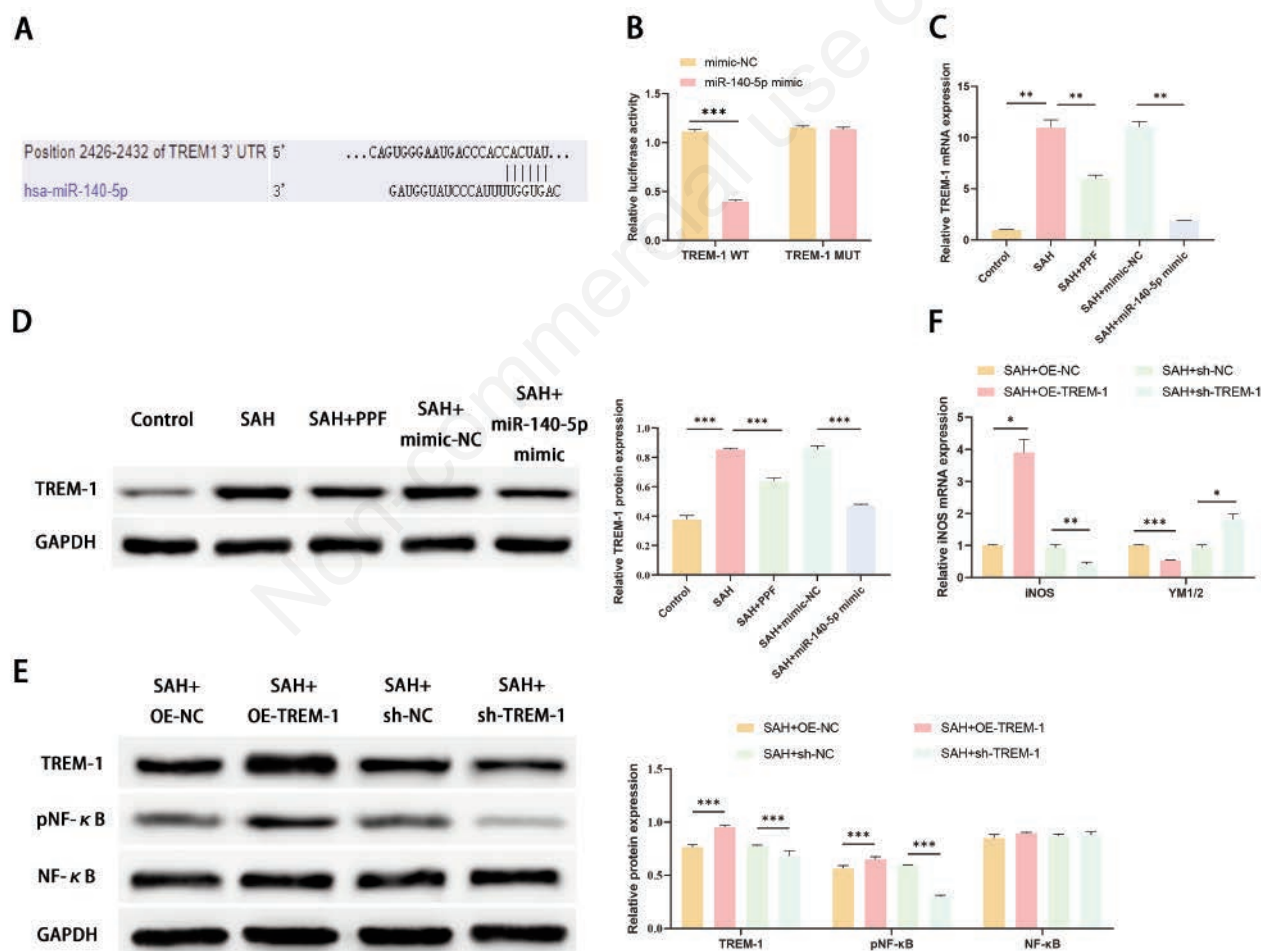 A
Position 2426-2432 of TREM1 3' UTR 5' ...CAGUGGGAAUGACCCACCACUAU...
hsa-miR-140-5p 3' GAUGGUAUCCCAUUUUGGUGAC
B
mimic-NC
miR-140-5p mimic
Relative luciferase activity
1.5
1.0
0.5
0.0
***
TREM-1 WT
TREM-1 MUT
C
Relative TREM-1 mRNA expression
15
10
5
0
** ** **
Control
SAH
SAH+PPF
SAH+mimic-NC
SAH+miR-140-5p mimic
D
Control
SAH
SAH+PPF
SAH+
mimic-NC
SAH+
miR-140-5p
mimic
TREM-1
GAPDH
Relative TREM-1 protein expression
1.0
0.8
0.6
0.4
0.2
0.0
*** *** ***
Control
SAH
SAH+PPF
SAH+mimic-NC
SAH+miR-140-5p mimic
F
SAH+OE-NC
SAH+sh-NC
SAH+OE-TREM-1
SAH+sh-TREM-1
Relative iNOS mRNA expression
5
4
3
2
1
0
*
**
***
*
iNOS
YM1/2
E
SAH+
OE-NC
SAH+
OE-TREM-1
SAH+
sh-NC
SAH+
sh-TREM-1
TREM-1
pNF-κB
NF-κB
GAPDH
SAH+OE-NC
SAH+OE-TREM-1
SAH+sh-NC
SAH+sh-TREM-1
Relative protein expression
1.5
1.0
0.5
0.0
*** *** *** ***
TREM-1
pNF-κB
NF-κB
Non-commercial use o